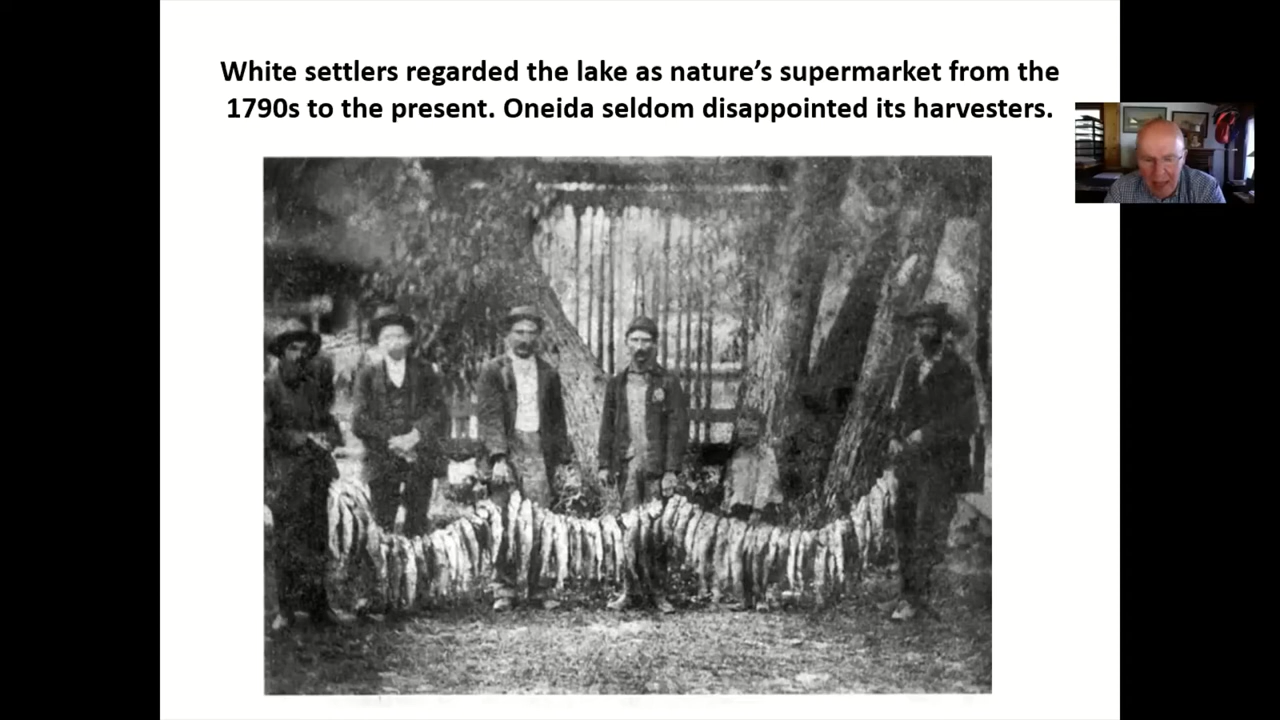 White settlers regarded the lake as nature’s supermarket from the
1790s to the present. Oneida seldom disappointed its harvesters.